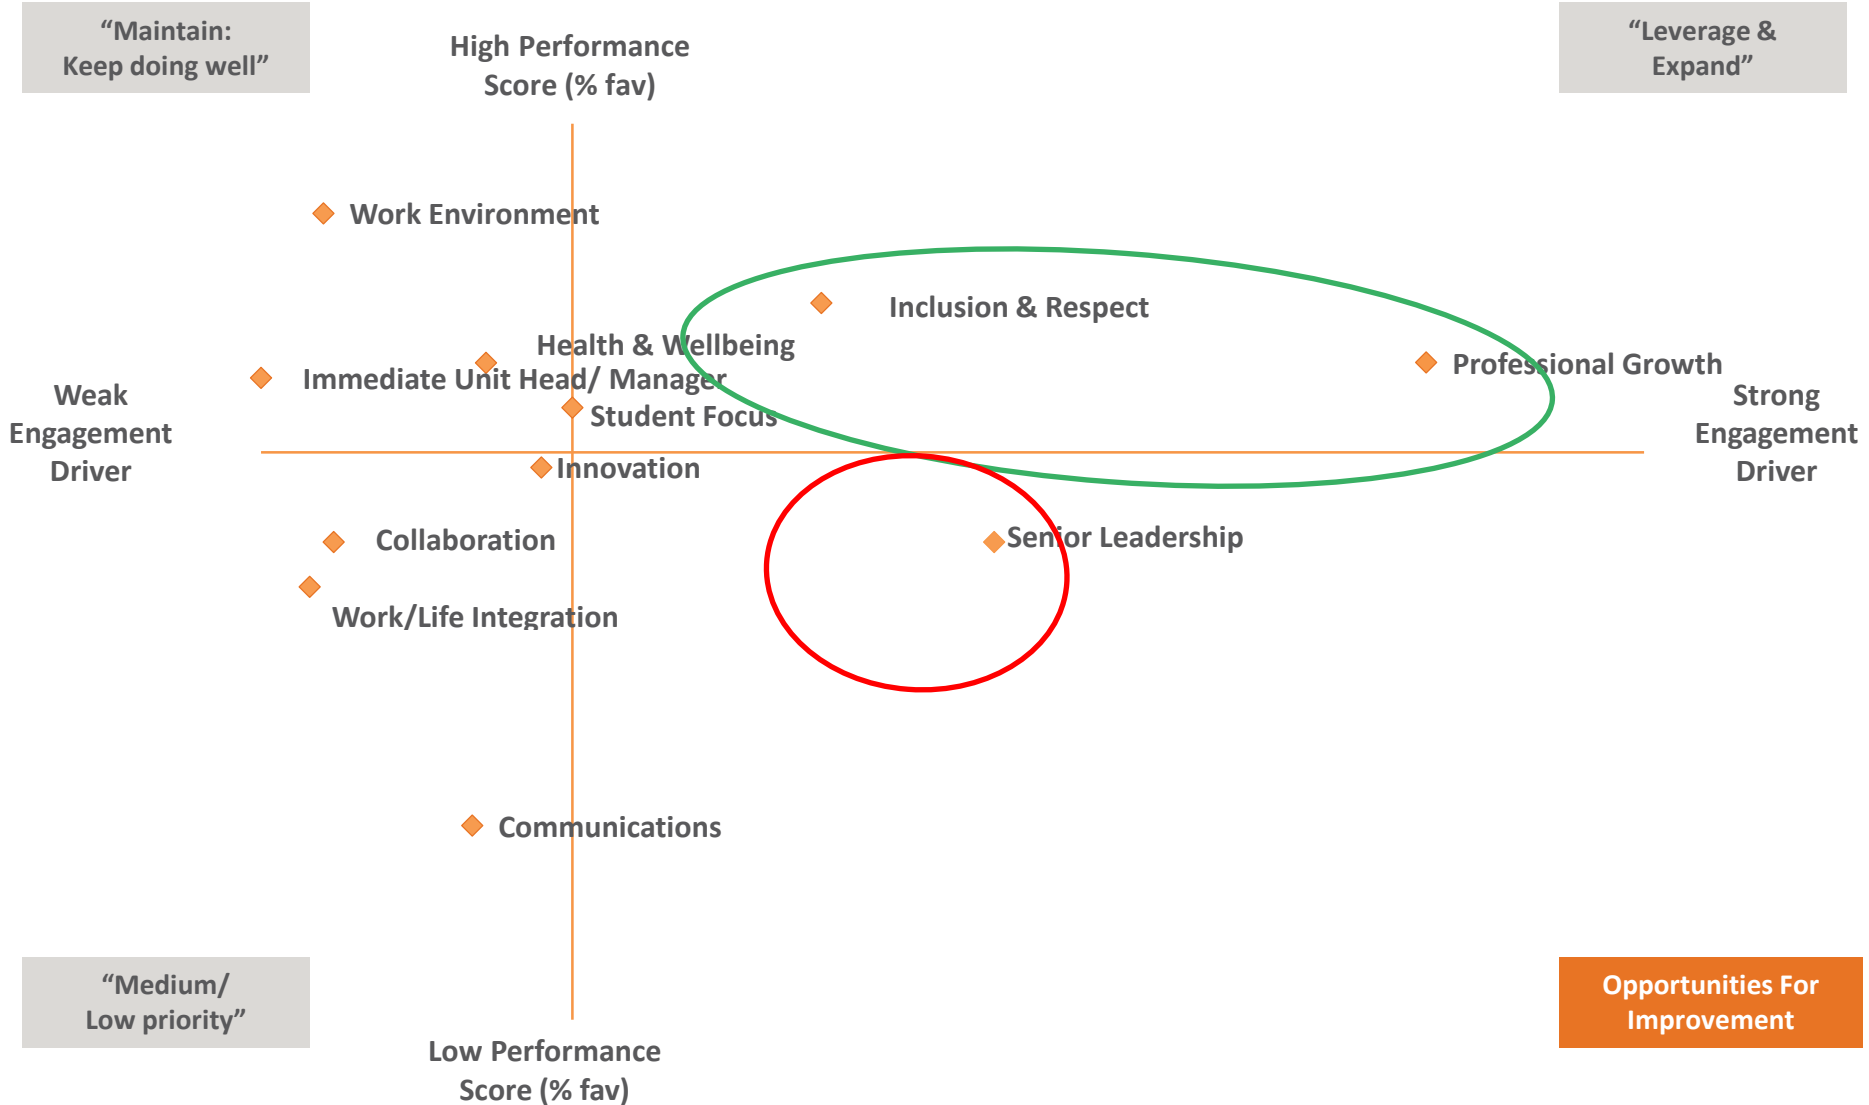 “Maintain:
Keep doing well”
High Performance
Score (% fav)
“Leverage &
Expand”
Work Environment
Inclusion & Respect
Health & Wellbeing
Professional Growth
Immediate Unit Head/ Manager
Weak
Engagement
Driver
Student Focus
Strong
Engagement
Driver
Innovation
Collaboration
Senior Leadership
Work/Life Integration
Communications
“Medium/
Low priority”
Opportunities For
Improvement
Low Performance
Score (% fav)